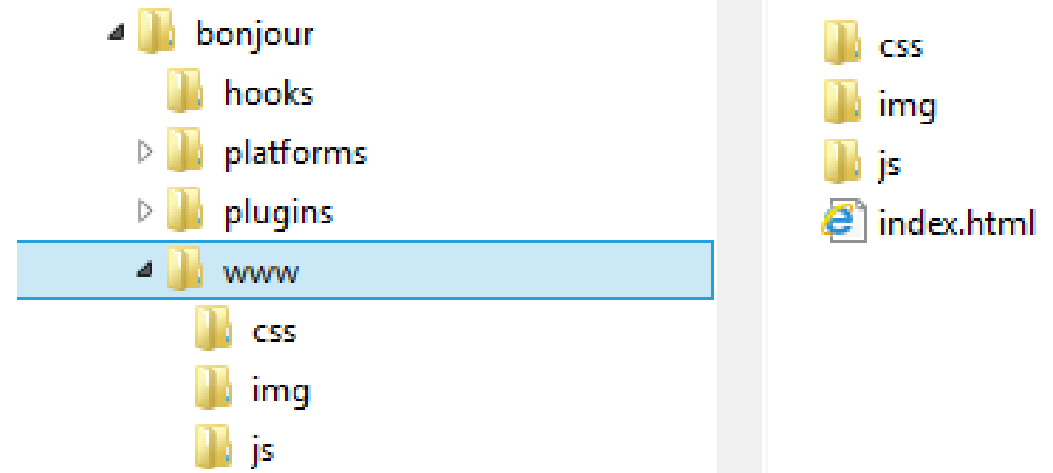 bonjour
hooks
platforms
plugins
www
css
img
js
css
img
js
index.html